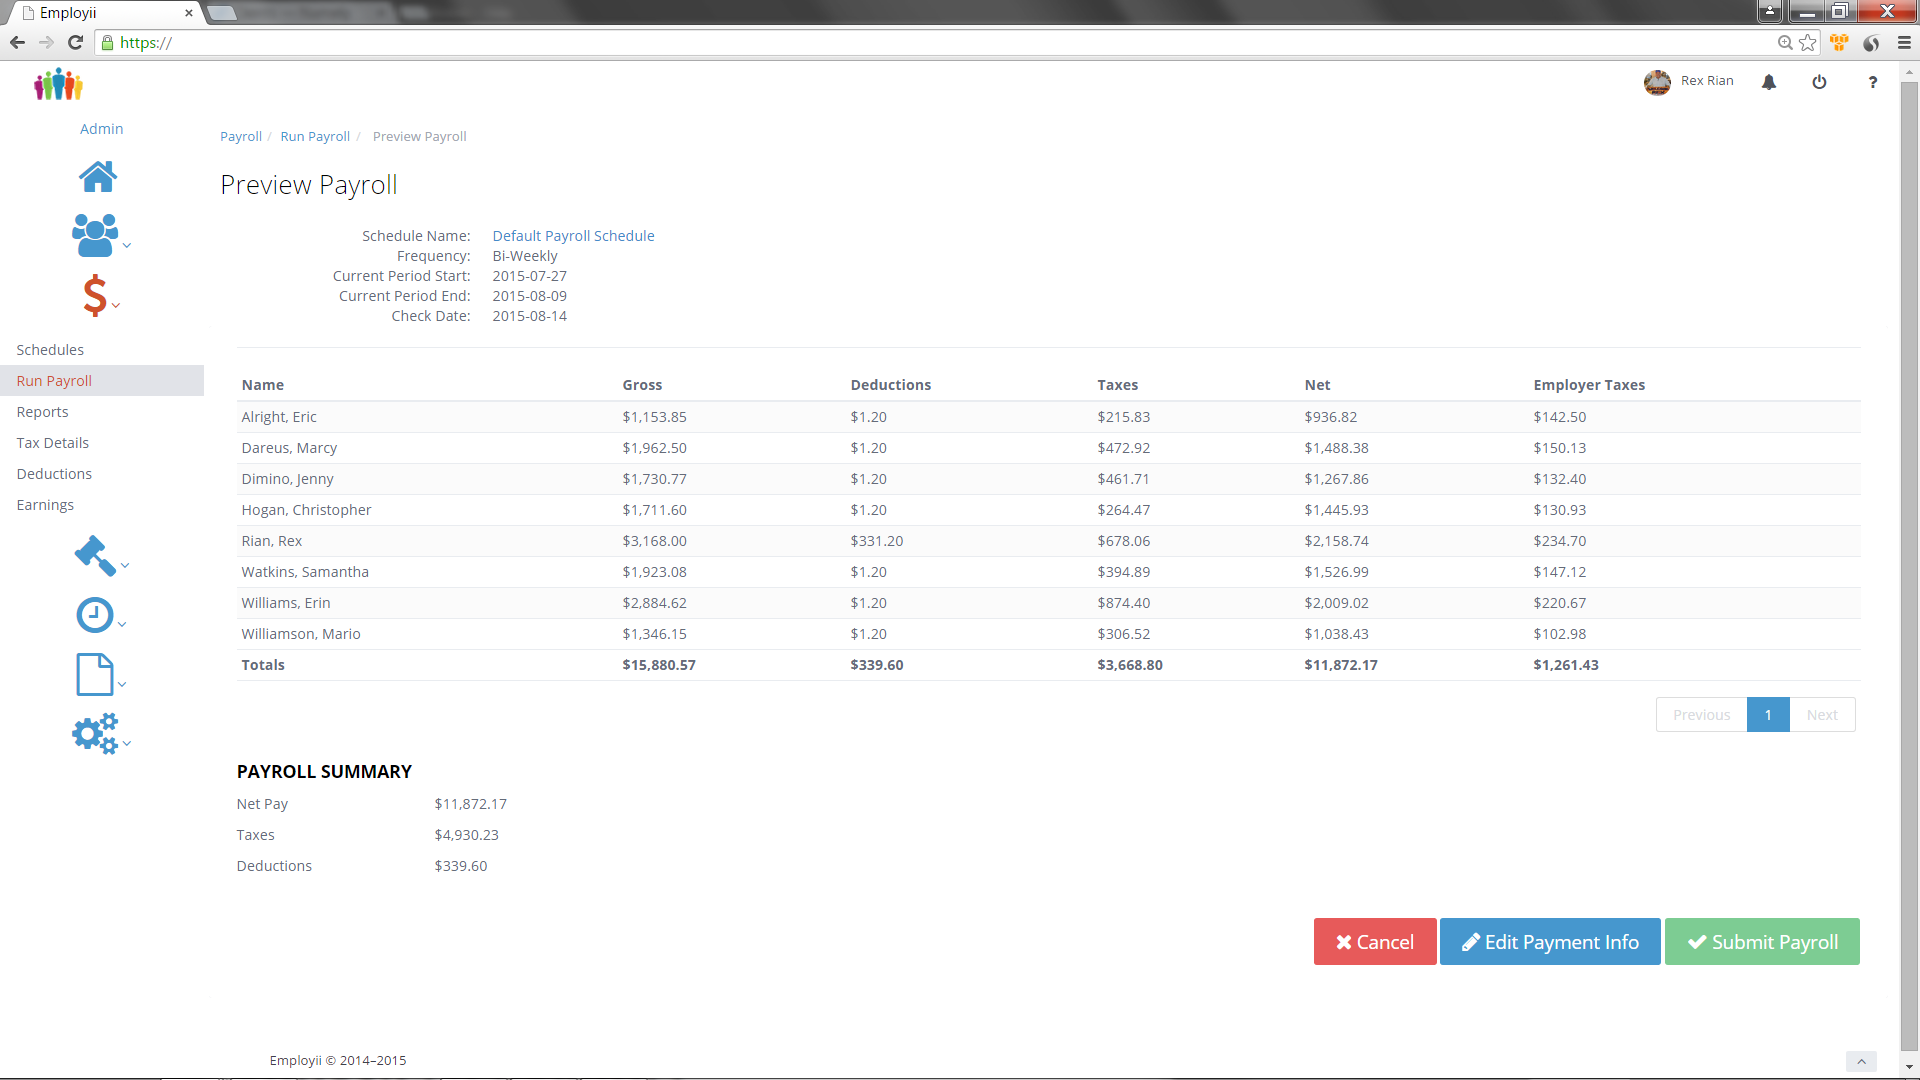 Employii
https://
Rex Rian
?
Admin
Payroll / Run Payroll / Preview Payroll
Preview Payroll
Schedule Name: Default Payroll Schedule
Frequency: Bi-Weekly
Current Period Start: 2015-07-27
Current Period End: 2015-08-09
Check Date: 2015-08-14
$
Schedules
Run Payroll
Reports
Tax Details
Deductions
Earnings
Name Gross Deductions Taxes Net Employer Taxes
Alright, Eric $1,153.85 $1.20 $215.83 $936.82 $142.50
Dareus, Marcy $1,962.50 $1.20 $472.92 $1,488.38 $150.13
Dimino, Jenny $1,730.77 $1.20 $461.71 $1,267.86 $132.40
Hogan, Christopher $1,711.60 $1.20 $264.47 $1,445.93 $130.93
Rian, Rex $3,168.00 $331.20 $678.06 $2,158.74 $234.70
Watkins, Samantha $1,923.08 $1.20 $394.89 $1,526.99 $147.12
Williams, Erin $2,884.62 $1.20 $874.40 $2,009.02 $220.67
Williamson, Mario $1,346.15 $1.20 $306.52 $1,038.43 $102.98
Totals $15,880.57 $339.60 $3,668.80 $11,872.17 $1,261.43
Previous 1 Next
PAYROLL SUMMARY
Net Pay $11,872.17
Taxes $4,930.23
Deductions $339.60
Cancel Edit Payment Info Submit Payroll
Employii © 2014–2015